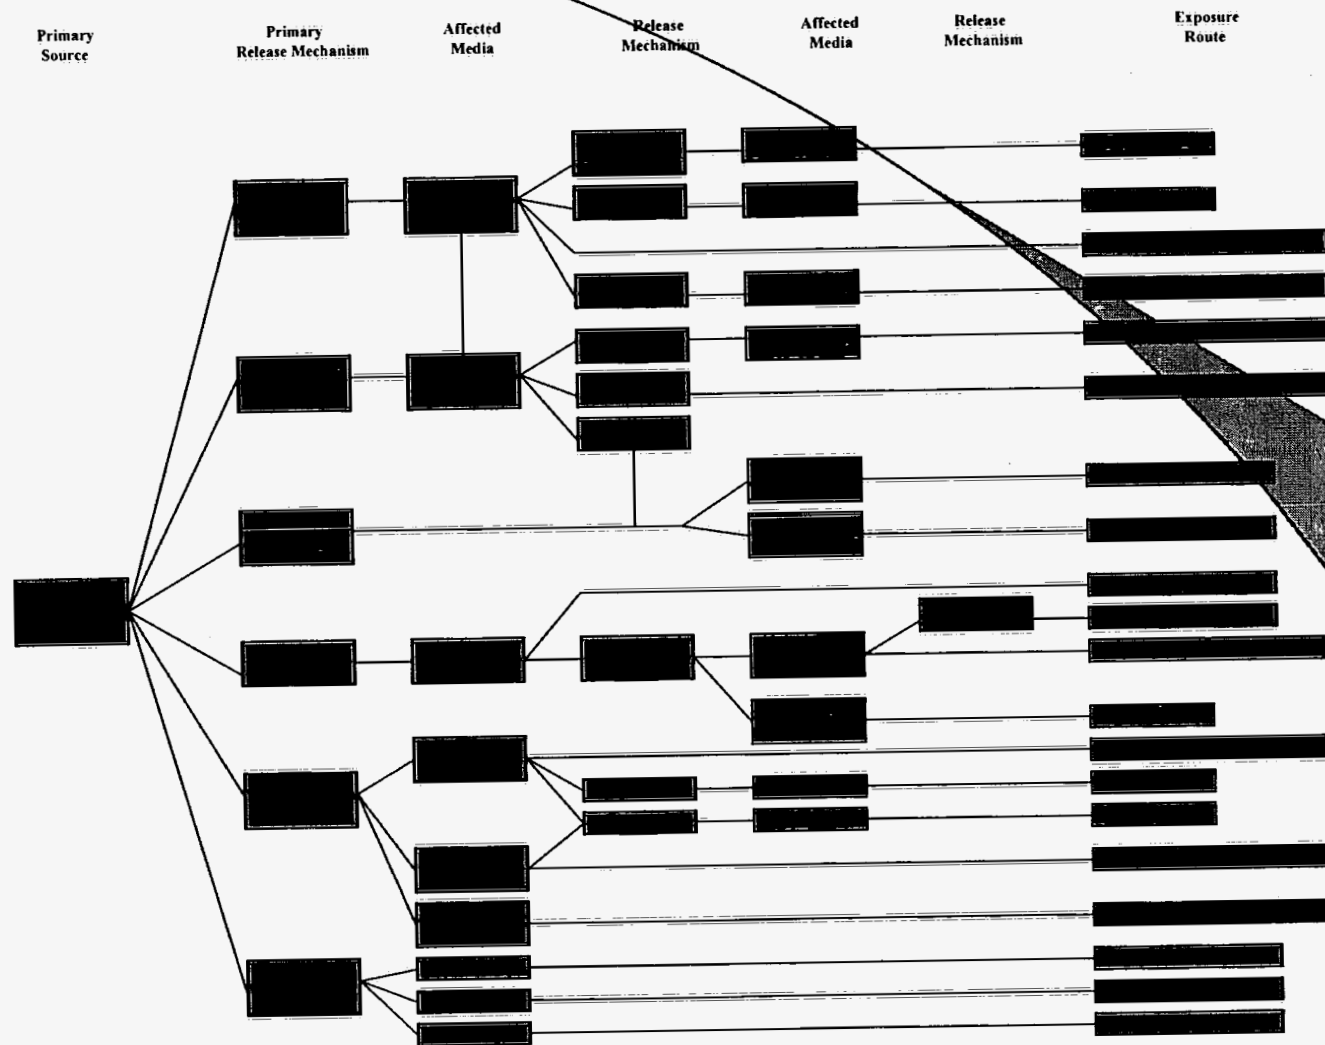 Primary
Source
Primary
Release Mechanism
Affected
Media
Release
Mechanism
Affected
Media
Release
Mechanism
Exposure
Route